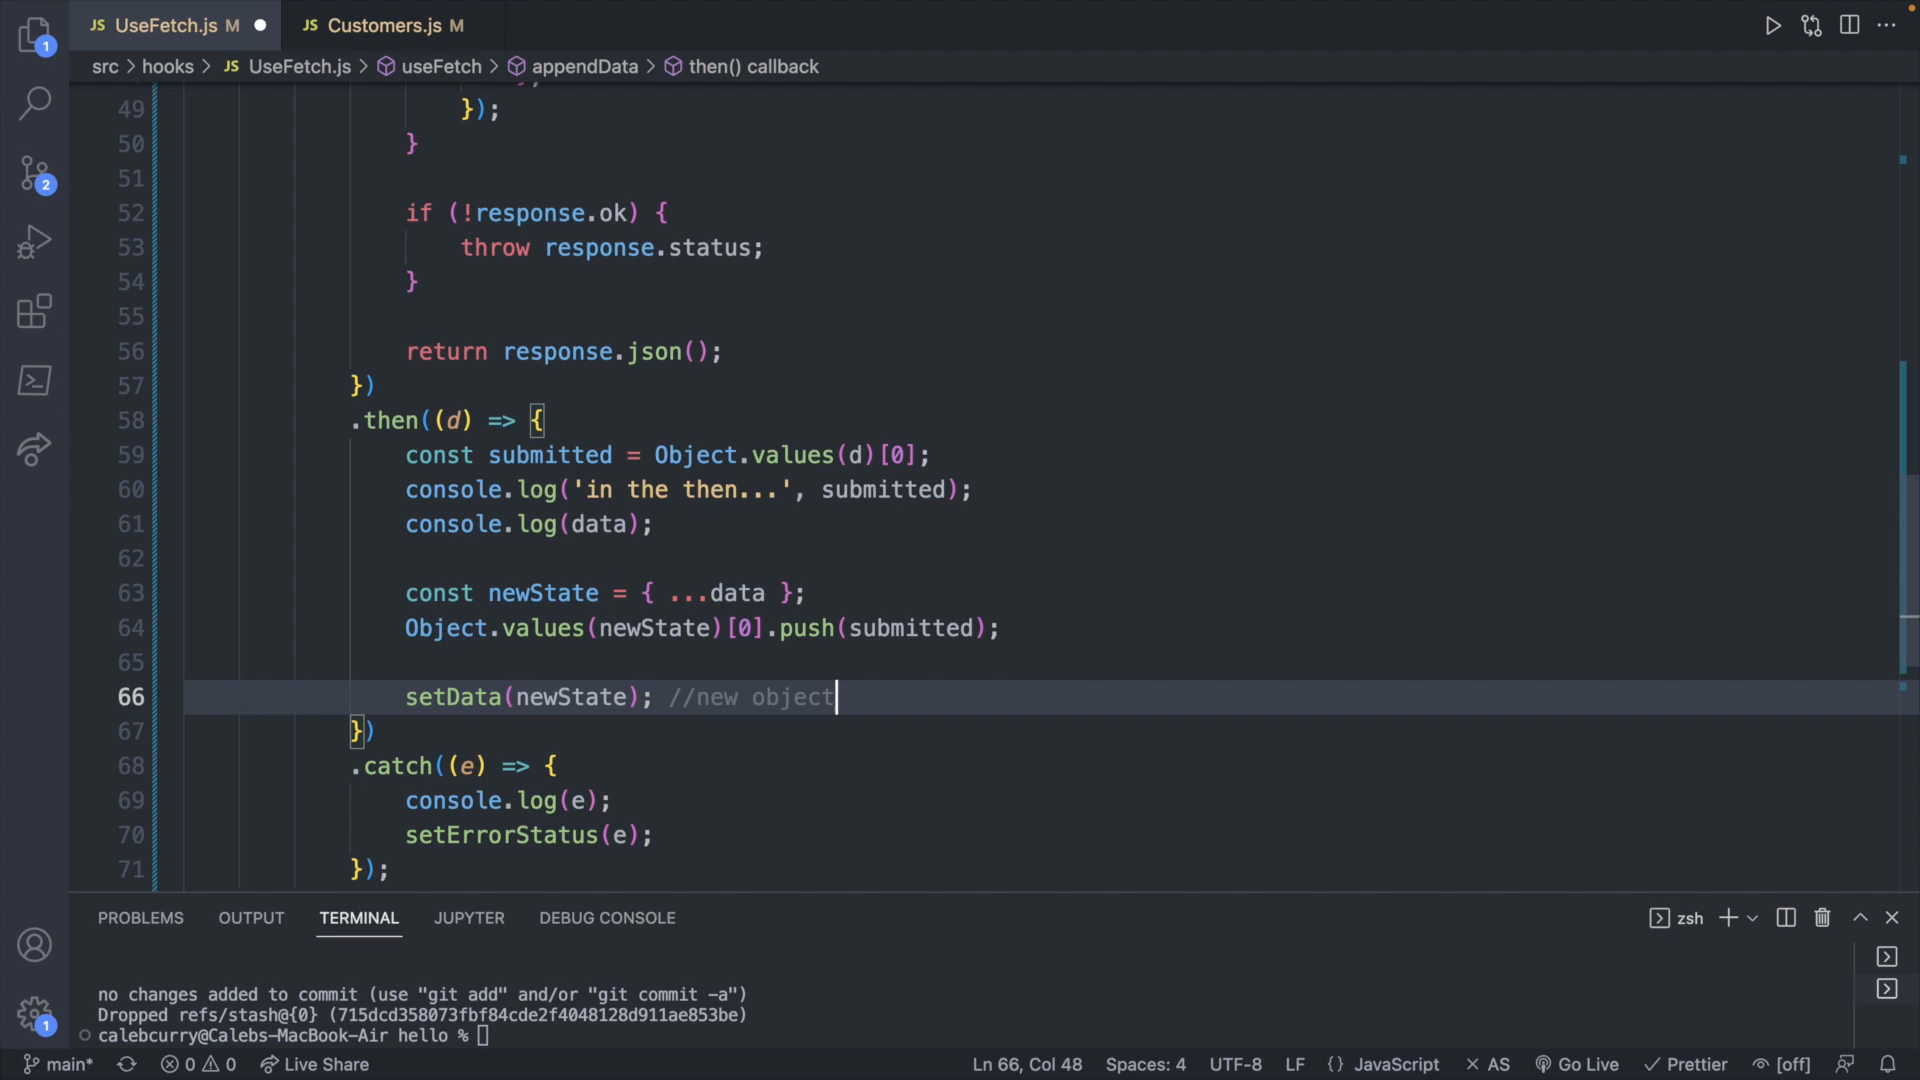 JS UseFetch.js M
JS Customers.js M
src > hooks > JS UseFetch.js > useFetch > appendData > then() callback
49 });
50 }
51
52 if (!response.ok) {
53 throw response.status;
54 }
55
56 return response.json();
57 })
58 .then((d) => {
59 const submitted = Object.values(d)[0];
60 console.log('in the then...', submitted);
61 console.log(data);
62
63 const newState = { ...data };
64 Object.values(newState)[0].push(submitted);
65
66 setData(newState); //new object
67 })
68 .catch((e) => {
69 console.log(e);
70 setErrorStatus(e);
71 });
1
2
1
PROBLEMS OUTPUT TERMINAL JUPYTER DEBUG CONSOLE
zsh
no changes added to commit (use "git add" and/or "git commit -a")
Dropped refs/stash@{0} (715dcd358073fbf84cde2f4048128d911ae853be)
calebcurry@Calebs-MacBook-Air hello %
main* 0 0 Live Share
Ln 66, Col 48 Spaces: 4 UTF-8 LF {} JavaScript AS Go Live Prettier [off]